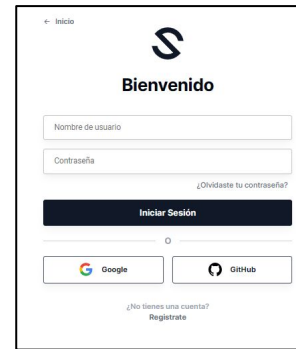 ← Inicio
Bienvenido
Nombre de usuario
Contraseña
¿Olvidaste tu contraseña?
Iniciar Sesión
O
Google
GitHub
¿No tienes una cuenta?
Registrate